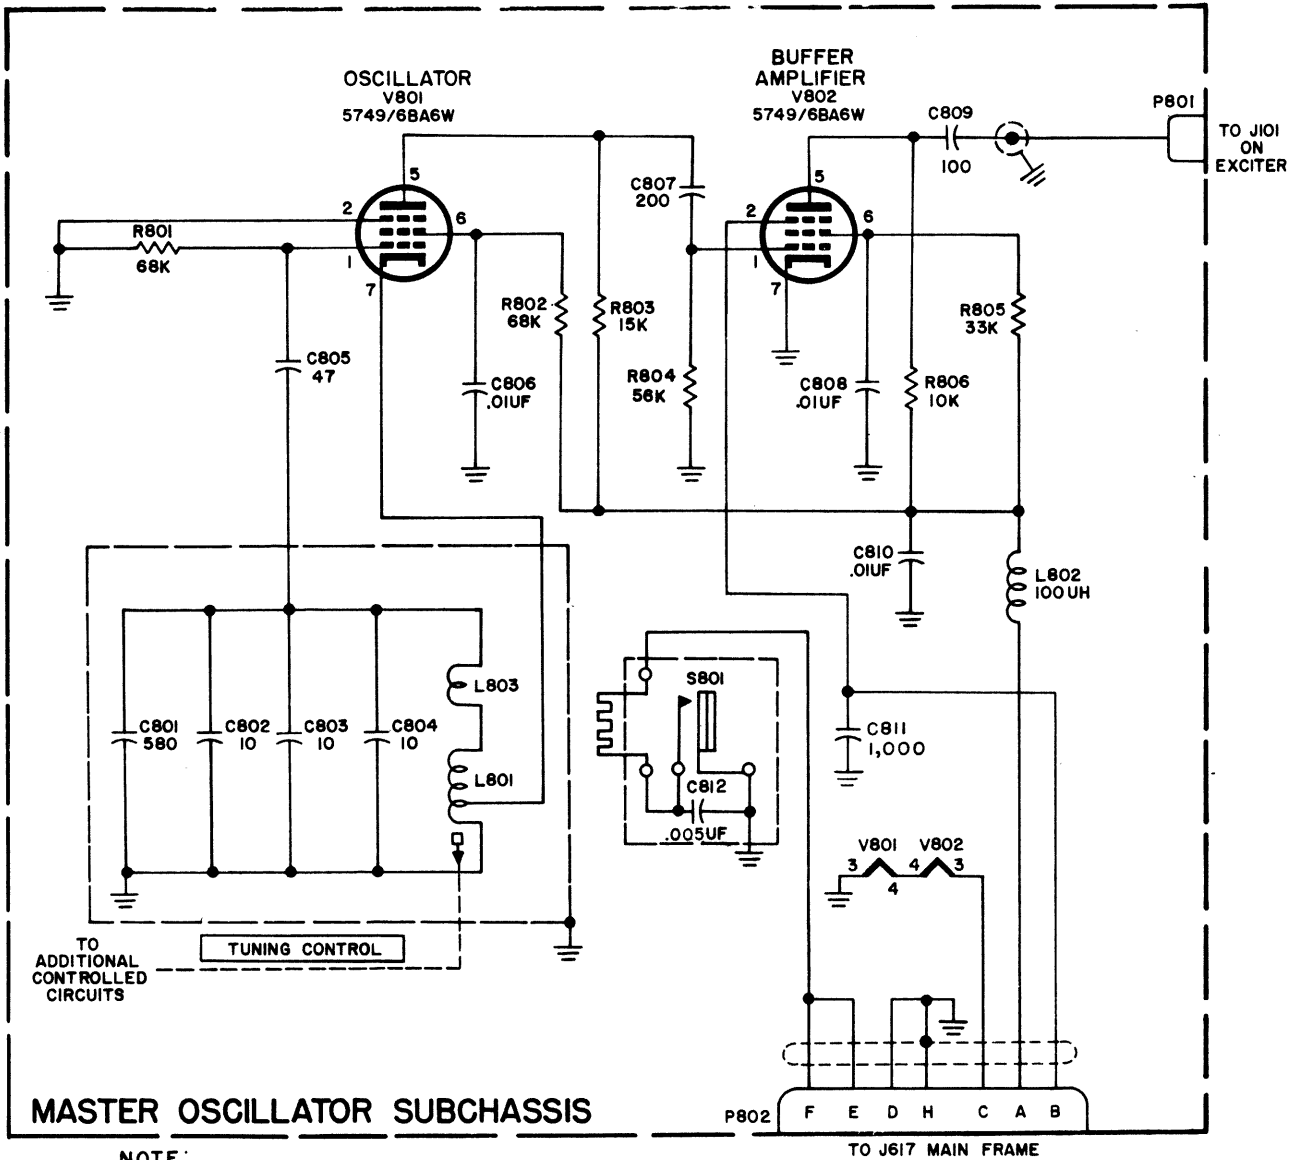 OSCILLATOR
V801
5749/6BA6W
BUFFER
AMPLIFIER
V802
5749/6BA6W
C809
100
P801
TO J101
ON
EXCITER
5
2
6
1
7
R801
68K
C807
200
5
2
6
1
7
R802
68K
R803
15K
R805
33K
C805
47
C806
.01UF
R804
56K
C808
.01UF
R806
10K
C810
.01UF
L802
100UH
L803
S801
C801
580
C802
10
C803
10
C804
10
L801
C811
1,000
C812
.005UF
V801
V802
3
4
4
3
TO
ADDITIONAL
CONTROLLED
CIRCUITS
TUNING CONTROL
MASTER OSCILLATOR SUBCHASSIS
P802
F E D H C A B
TO J617 MAIN FRAME
NOTE: